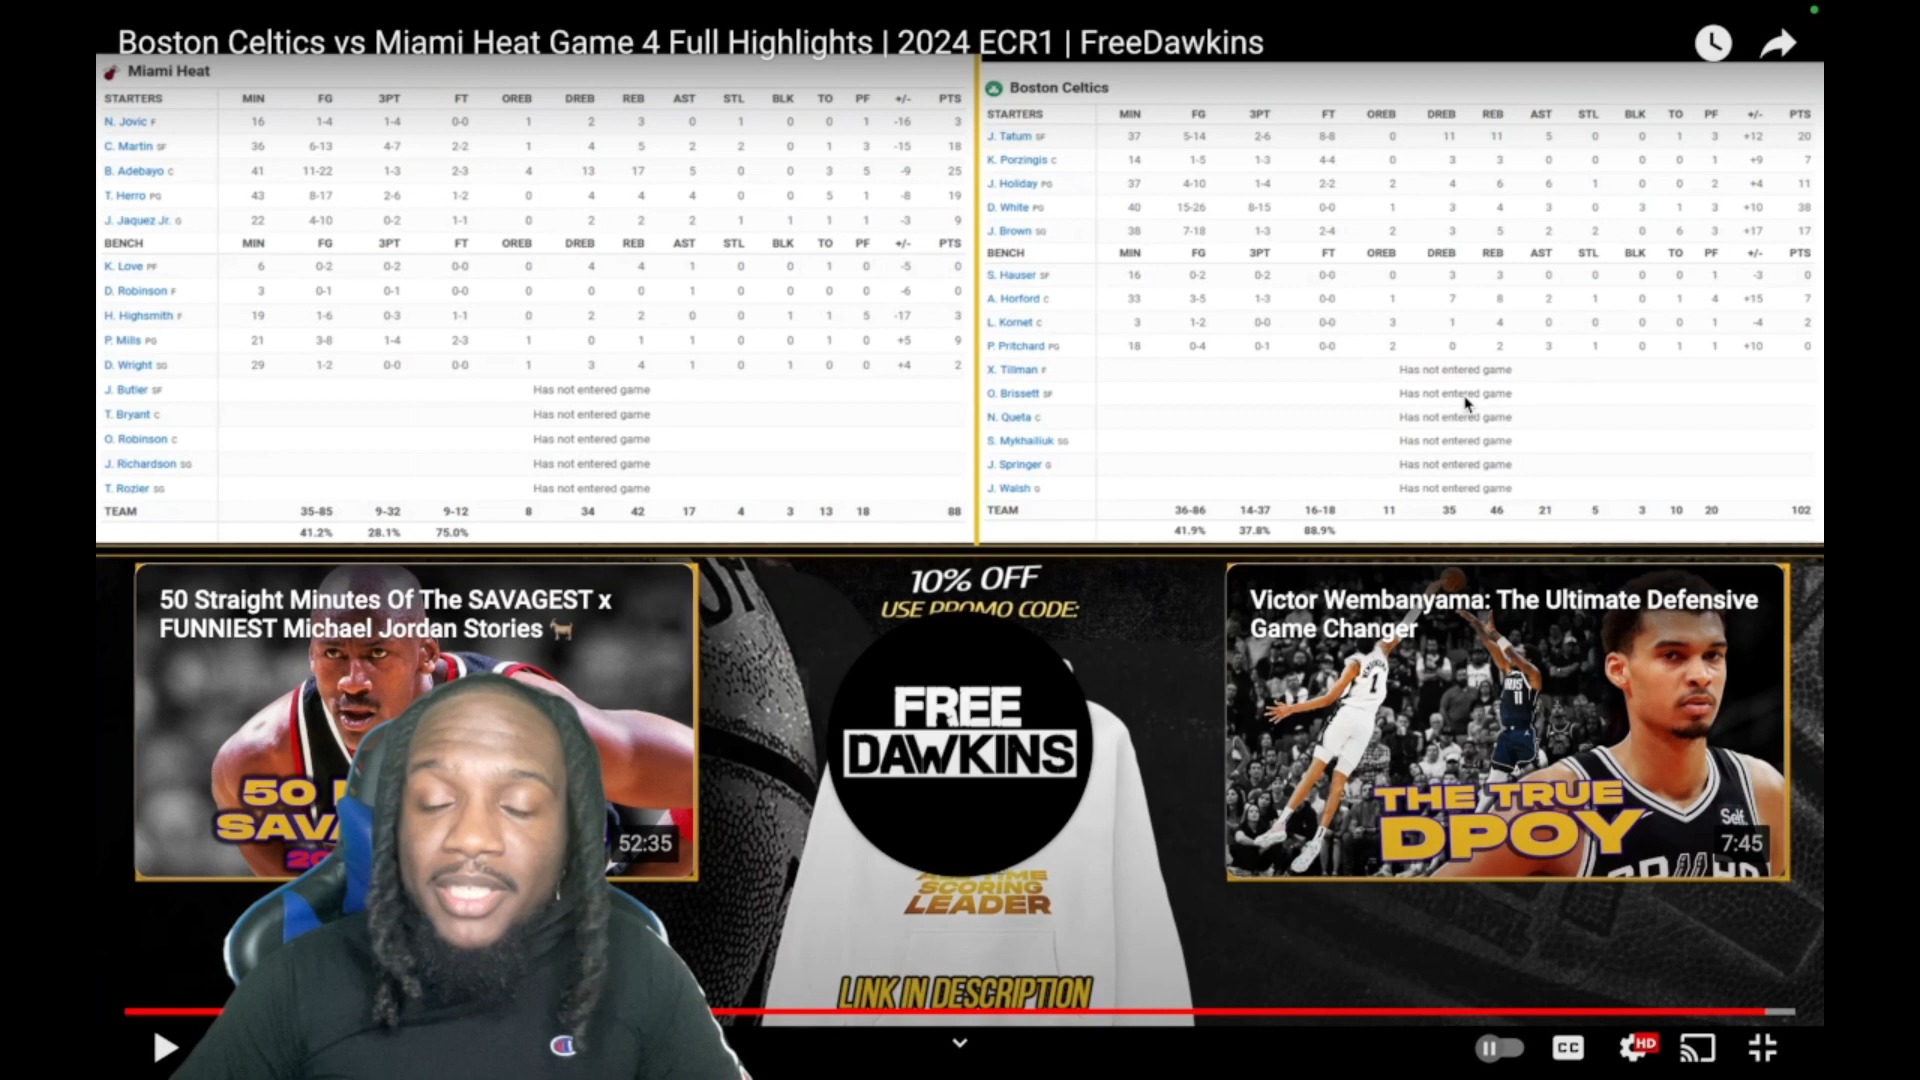 Boston Celtics vs Miami Heat Game 4 Full Highlights | 2024 ECR1 | FreeDawkins
Miami Heat
STARTERS MIN FG 3PT FT OREB DREB REB AST STL BLK TO PF +/- PTS
N. Jovic F 16 1-4 1-4 0-0 1 2 3 0 1 0 0 1 -16 3
C. Martin SF 36 6-13 4-7 2-2 1 4 5 2 2 0 1 3 -15 18
B. Adebayo C 41 11-22 1-3 2-3 4 13 17 5 0 0 3 5 -9 25
T. Herro PG 43 8-17 2-6 1-2 0 4 4 4 0 0 5 1 -8 19
J. Jaquez Jr. G 22 4-10 0-2 1-1 0 2 2 2 1 1 1 1 -3 9
BENCH MIN FG 3PT FT OREB DREB REB AST STL BLK TO PF +/- PTS
K. Love PF 6 0-2 0-2 0-0 0 4 4 1 0 0 1 0 -5 0
D. Robinson F 3 0-1 0-1 0-0 0 0 0 1 0 0 0 0 -6 0
H. Highsmith F 19 1-6 0-3 1-1 0 2 2 0 0 1 1 5 -17 3
P. Mills PG 21 3-8 1-4 2-3 1 0 1 1 0 0 1 0 +5 9
D. Wright SG 29 1-2 0-0 0-0 1 3 4 1 0 1 0 0 +4 2
J. Butler SF Has not entered game
T. Bryant C Has not entered game
O. Robinson C Has not entered game
J. Richardson SG Has not entered game
T. Rozier SG Has not entered game
TEAM 35-85 9-32 9-12 8 34 42 17 4 3 13 18 88
41.2% 28.1% 75.0%
Boston Celtics
STARTERS MIN FG 3PT FT OREB DREB REB AST STL BLK TO PF +/- PTS
J. Tatum SF 37 5-14 2-6 8-8 0 11 11 5 0 0 1 3 +12 20
K. Porzingis C 14 1-5 1-3 4-4 0 3 3 0 0 0 0 1 +9 7
J. Holiday PG 37 4-10 1-4 2-2 2 4 6 6 1 0 0 2 +4 11
D. White PG 40 15-26 8-15 0-0 1 3 4 3 0 3 1 3 +10 38
J. Brown SG 38 7-18 1-3 2-4 2 3 5 2 2 0 6 3 +17 17
BENCH MIN FG 3PT FT OREB DREB REB AST STL BLK TO PF +/- PTS
S. Hauser SF 16 0-2 0-2 0-0 0 3 3 0 0 0 0 1 -3 0
A. Horford C 33 3-5 1-3 0-0 1 7 8 2 1 0 1 4 +15 7
L. Kornet C 3 1-2 0-0 0-0 3 1 4 0 0 0 0 1 -4 2
P. Pritchard PG 18 0-4 0-1 0-0 2 0 2 3 1 0 1 1 +10 0
X. Tillman F Has not entered game
O. Brissett SF Has not entered game
N. Queta C Has not entered game
S. Mykhailiuk SG Has not entered game
J. Springer G Has not entered game
J. Walsh G Has not entered game
TEAM 36-86 14-37 16-18 11 35 46 21 5 3 10 20 102
41.9% 37.8% 88.9%
50 Straight Minutes Of The SAVAGEST x
FUNNIEST Michael Jordan Stories
50
52:35
10% OFF
USE PROMO CODE:
FREE
DAWKINS
ALL TIME
SCORING
LEADER
LINK IN DESCRIPTION
Victor Wembanyama: The Ultimate Defensive
Game Changer
THE TRUE
DPOY
Self.
7:45
CC
HD